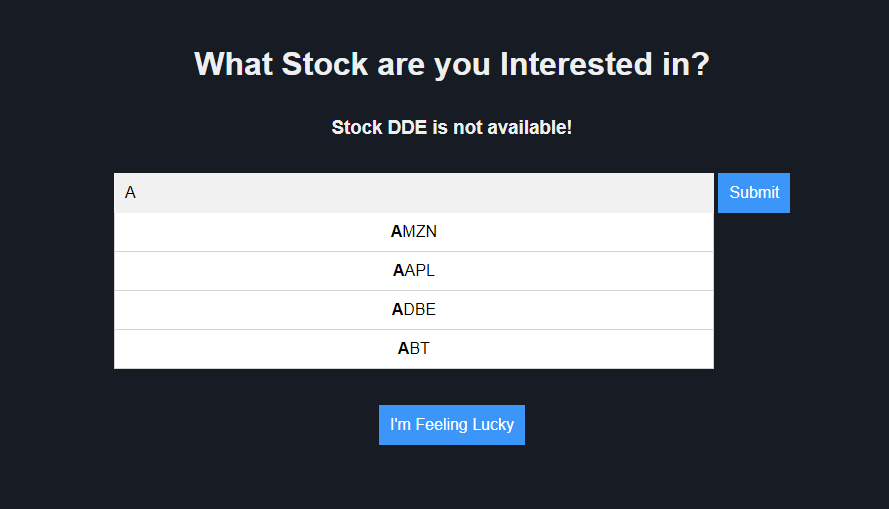 What Stock are you Interested in?
Stock DDE is not available!
A
Submit
AMZN
AAPL
ADBE
ABT
I'm Feeling Lucky